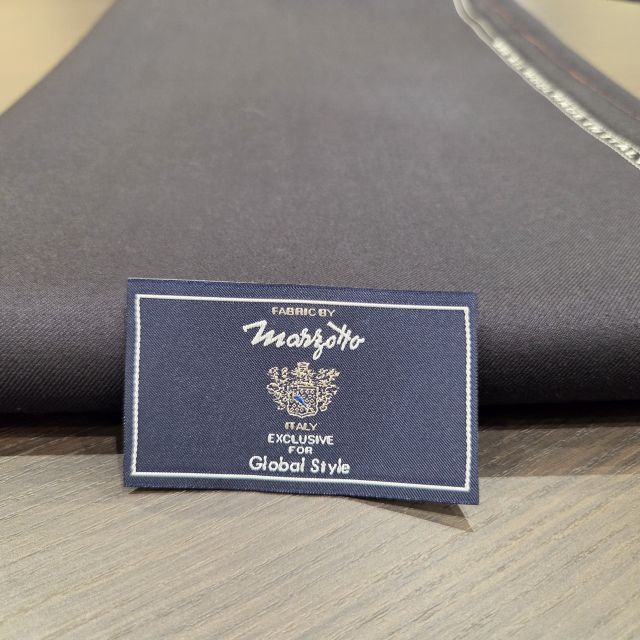 FABRIC BY
Marzotto
ITALY
EXCLUSIVE
FOR
Global Style